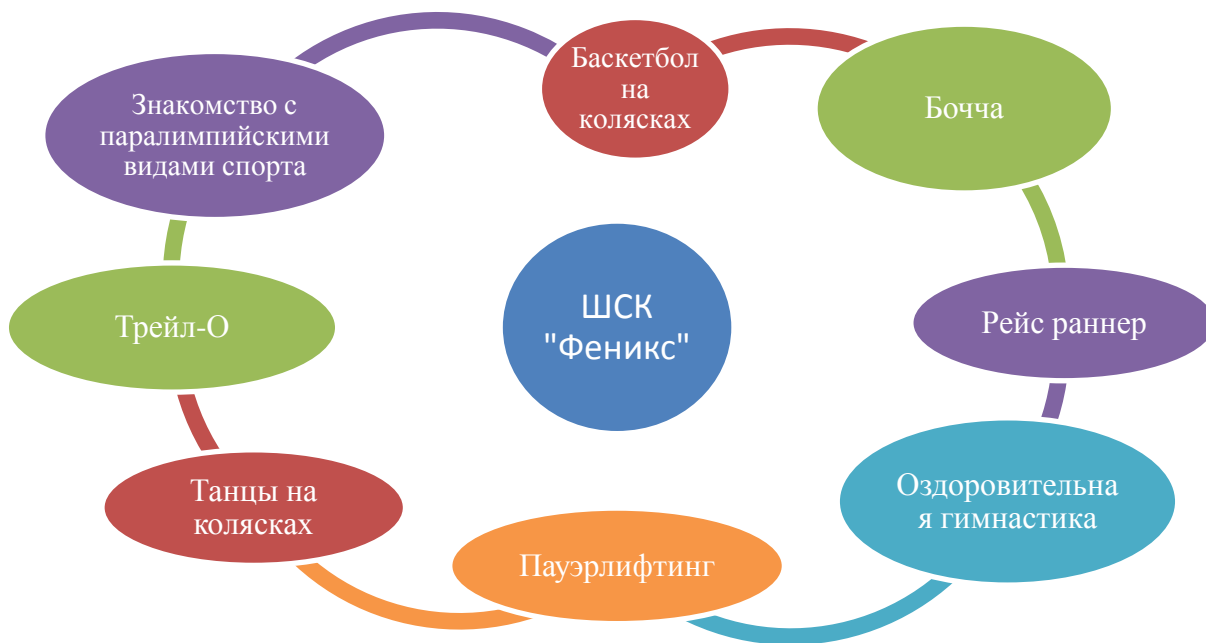 Баскетбол
на
колясках
Бочча
Рейс раннер
Оздоровительна
я гимнастика
Пауэрлифтинг
Танцы на
колясках
Трейл-О
Знакомство с
паралимпийскими
видами спорта
ШСК
"Феникс"